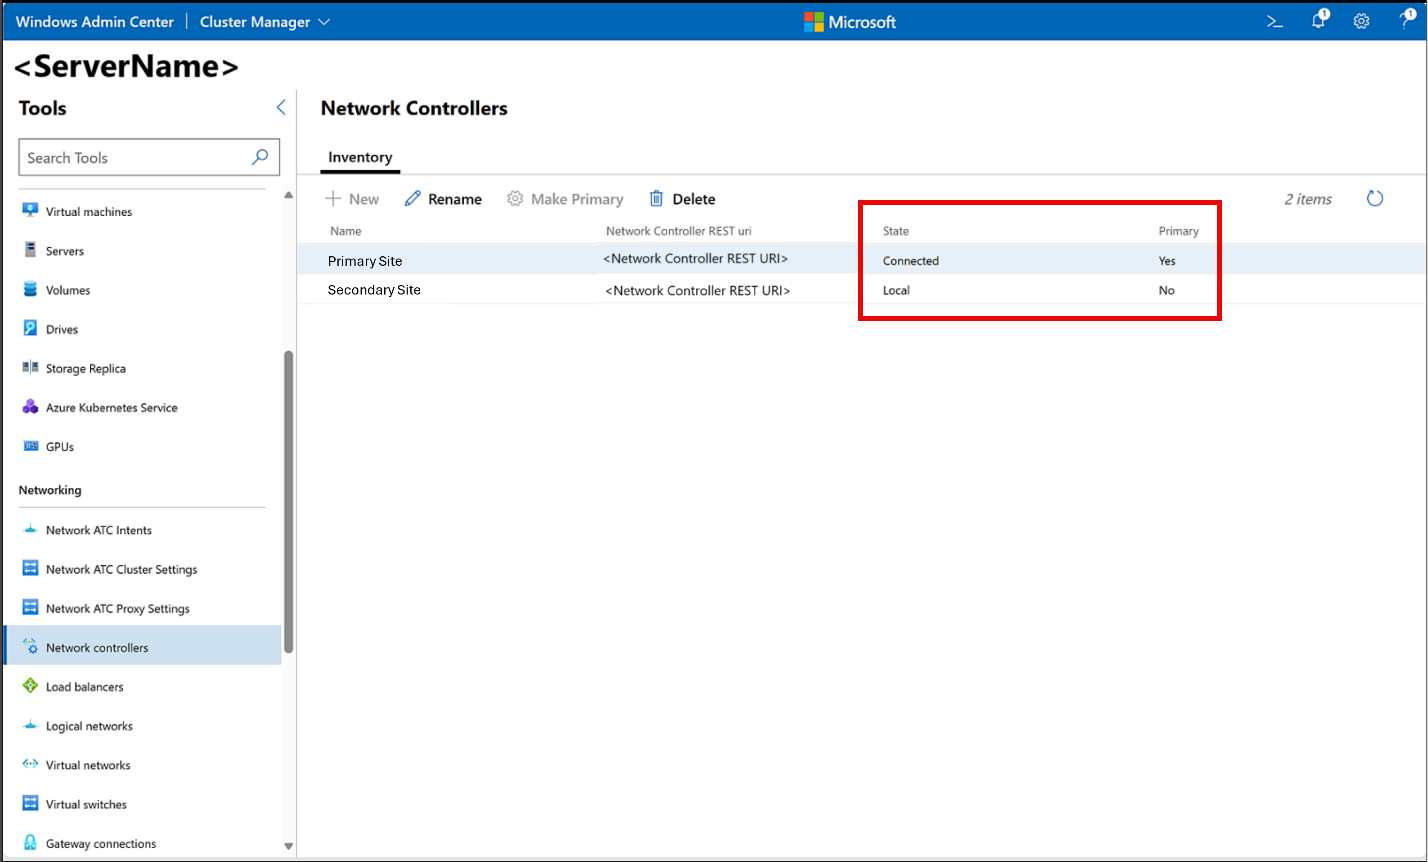 Windows Admin Center | Cluster Manager
Microsoft
1
1
<ServerName>
Tools
Search Tools
Virtual machines
Servers
Volumes
Drives
Storage Replica
Azure Kubernetes Service
GPUs
Networking
Network ATC Intents
Network ATC Cluster Settings
Network ATC Proxy Settings
Network controllers
Load balancers
Logical networks
Virtual networks
Virtual switches
Gateway connections
Network Controllers
Inventory
New Rename Make Primary Delete 2 items
Name Network Controller REST uri State Primary
Primary Site <Network Controller REST URI> Connected Yes
Secondary Site <Network Controller REST URI> Local No